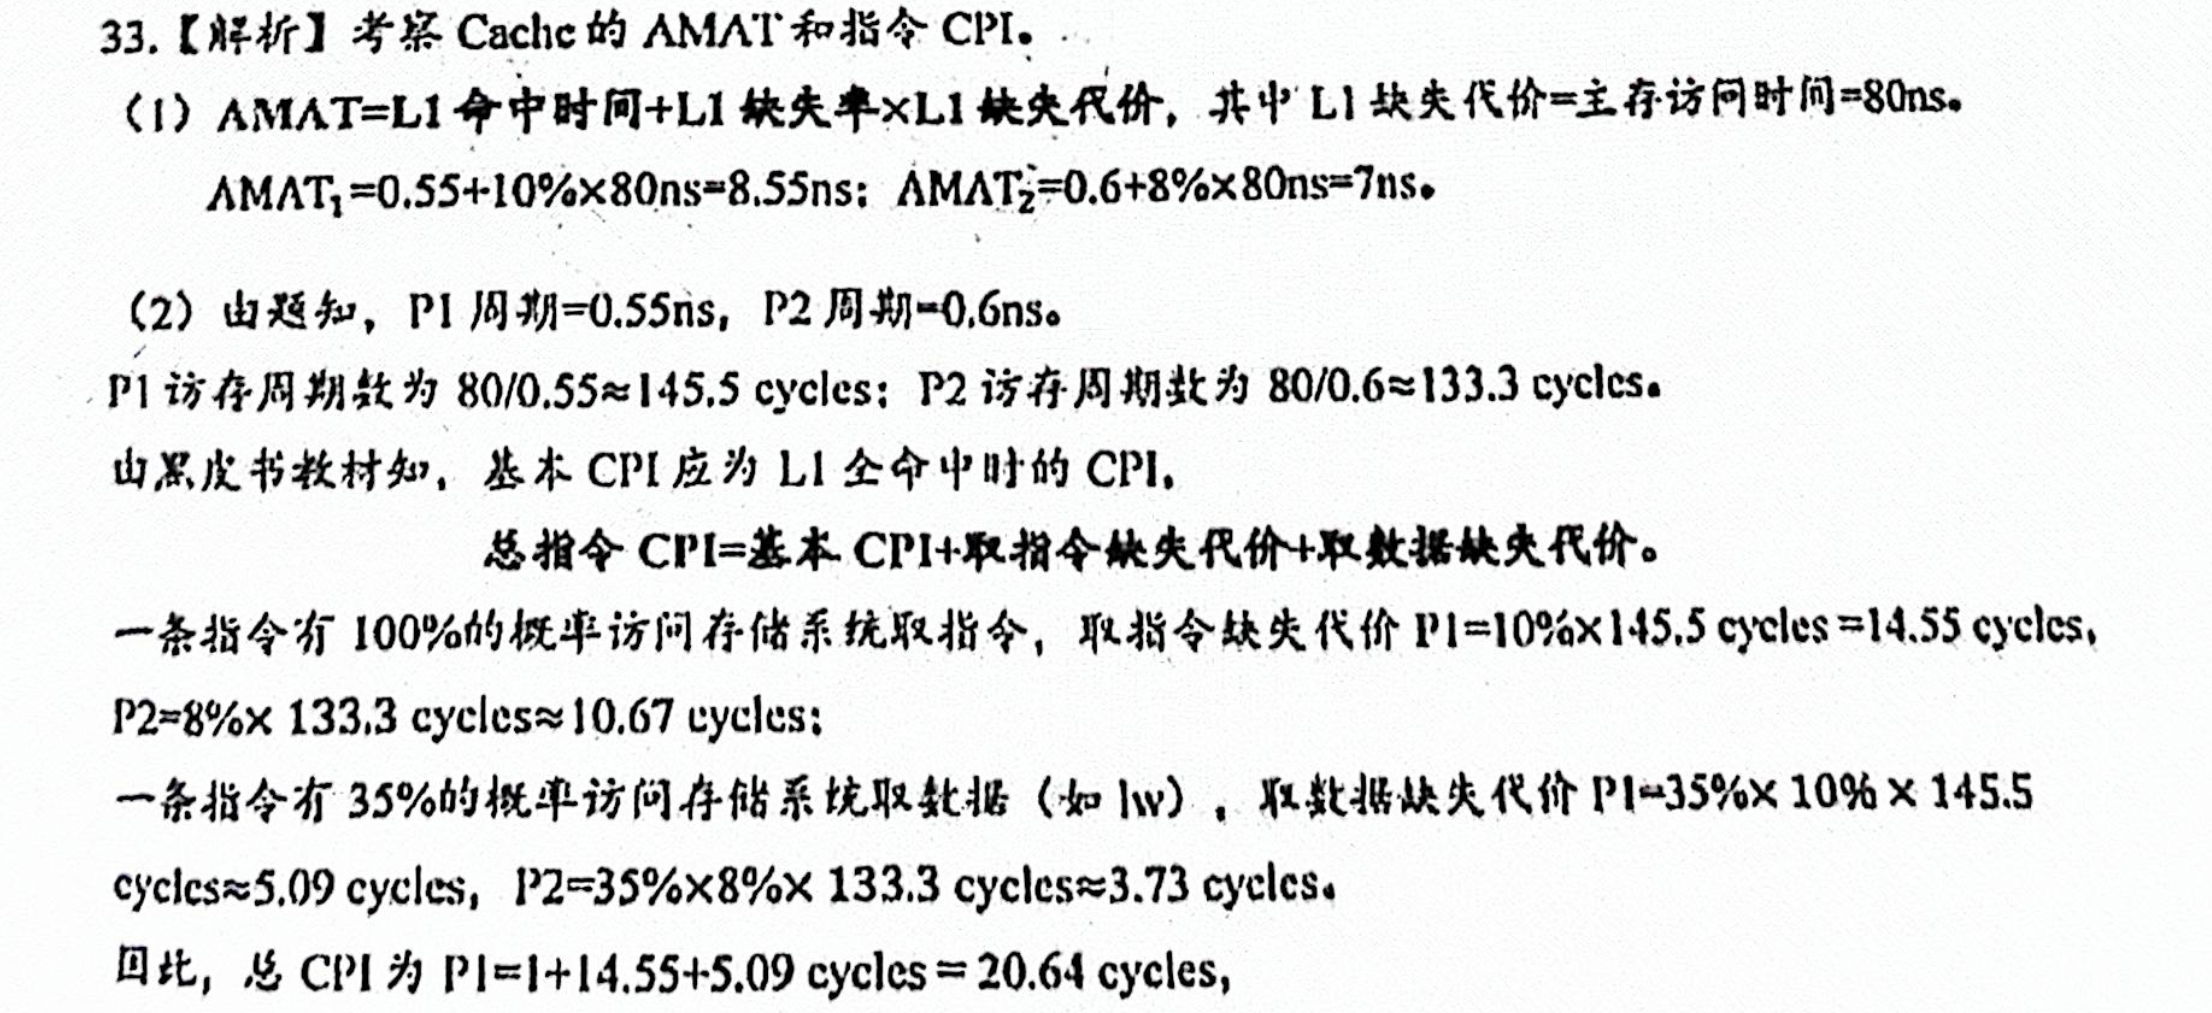 33.【解析】考察 Cache 的 AMAT 和指令 CPI。
（1）AMAT=L1 命中时间+L1 缺失率×L1 缺失代价，其中 L1 缺失代价=主存访问时间=80ns。
AMAT₁=0.55+10%×80ns=8.55ns；AMAT₂=0.6+8%×80ns=7ns。
（2）由题知，P1 周期=0.55ns，P2 周期=0.6ns。
P1 访存周期数为 80/0.55≈145.5 cycles；P2 访存周期数为 80/0.6≈133.3 cycles。
由黑皮书教材知，基本 CPI 应为 L1 全命中时的 CPI，
总指令 CPI=基本 CPI+取指令缺失代价+取数据缺失代价。
一条指令有 100%的概率访问存储系统取指令，取指令缺失代价 P1=10%×145.5 cycles =14.55 cycles，
P2=8%× 133.3 cycles≈10.67 cycles；
一条指令有 35%的概率访问存储系统取数据（如 lw），取数据缺失代价 P1=35%× 10% × 145.5
cycles≈5.09 cycles，P2=35%×8%× 133.3 cycles≈3.73 cycles。
因此，总 CPI 为 P1=1+14.55+5.09 cycles = 20.64 cycles，